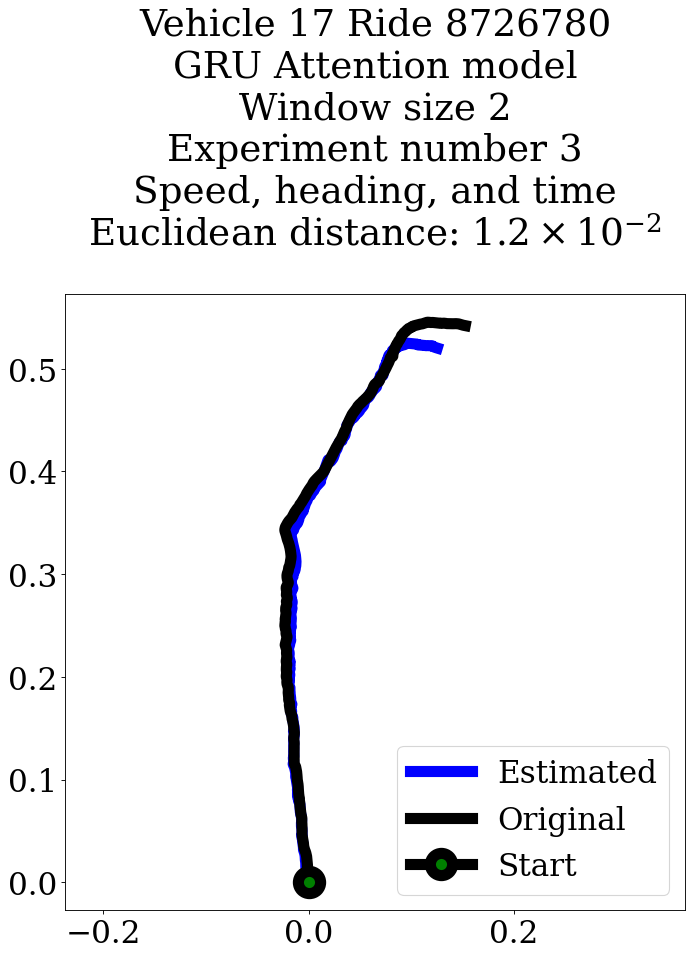 Vehicle 17 Ride 8726780
GRU Attention model
Window size 2
Experiment number 3
Speed, heading, and time
Euclidean distance: 1.2 × 10⁻²
0.5
0.4
0.3
0.2
0.1
0.0
−0.2 0.0 0.2
Estimated
Original
Start